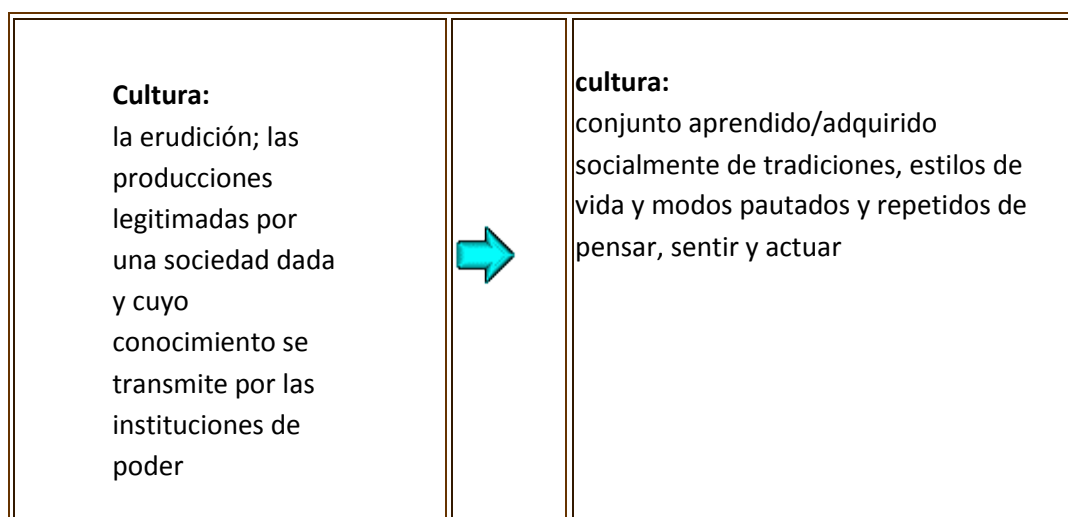 Cultura:
la erudición; las
producciones
legitimadas por
una sociedad dada
y cuyo
conocimiento se
transmite por las
instituciones de
poder
cultura:
conjunto aprendido/adquirido
socialmente de tradiciones, estilos de
vida y modos pautados y repetidos de
pensar, sentir y actuar